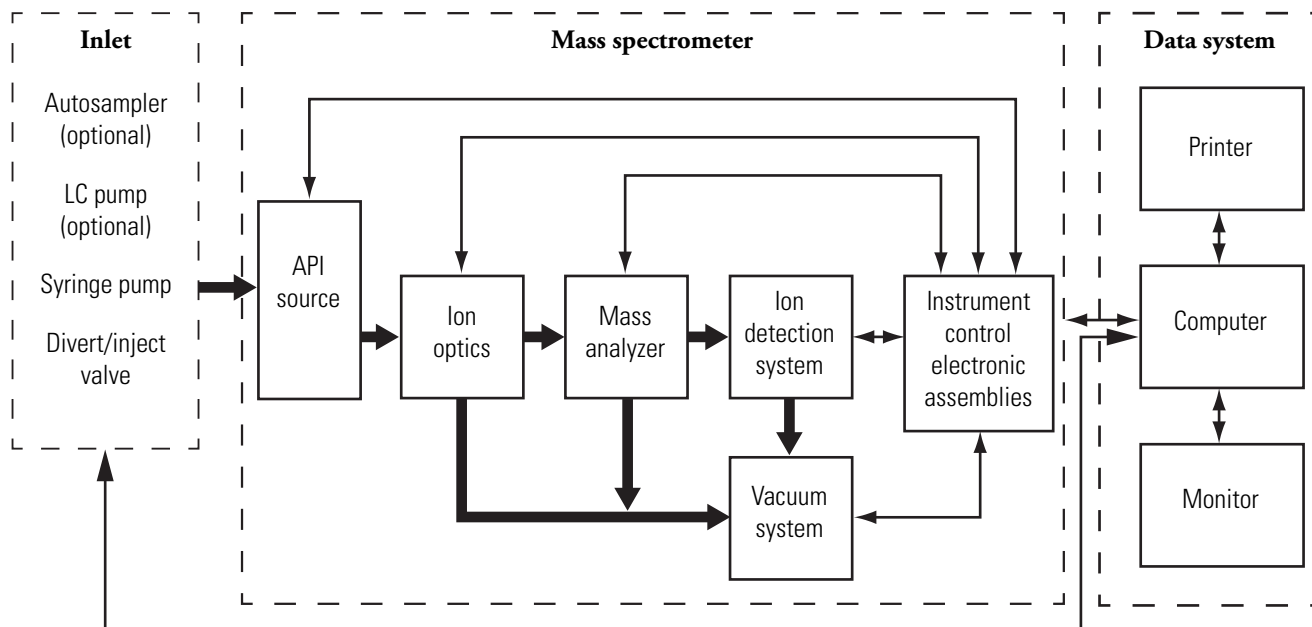 Inlet
Autosampler
(optional)
LC pump
(optional)
Syringe pump
Divert/inject
valve
Mass spectrometer
API
source
Ion
optics
Mass
analyzer
Ion
detection
system
Instrument
control
electronic
assemblies
Vacuum
system
Data system
Printer
Computer
Monitor